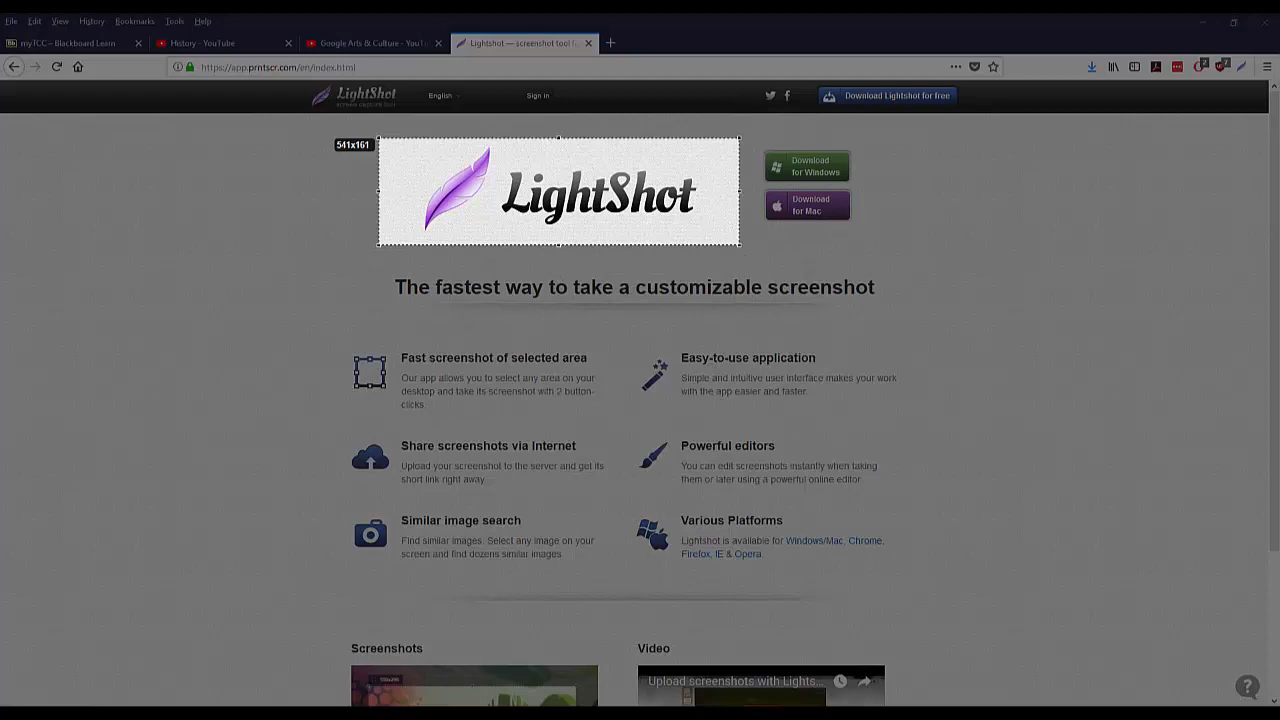 File Edit View History Bookmarks Tools Help
myTCC – Blackboard Learn
History - YouTube
Google Arts & Culture - YouTu
Lightshot — screenshot tool f
https://app.prntscr.com/en/index.html
LightShot
screen capture tool
English
Sign in
Download Lightshot for free
541x161
LightShot
Download
for Windows
Download
for Mac
The fastest way to take a customizable screenshot
Fast screenshot of selected area
Our app allows you to select any area on your
desktop and take its screenshot with 2 button-
clicks.
Easy-to-use application
Simple and intuitive user interface makes your work
with the app easier and faster.
Share screenshots via Internet
Upload your screenshot to the server and get its
short link right away.
Powerful editors
You can edit screenshots instantly when taking
them or later using a powerful online editor.
Similar image search
Find similar images. Select any image on your
screen and find dozens similar images.
Various Platforms
Lightshot is available for Windows/Mac, Chrome,
Firefox, IE & Opera.
Screenshots
Video
Upload screenshots with Lights...